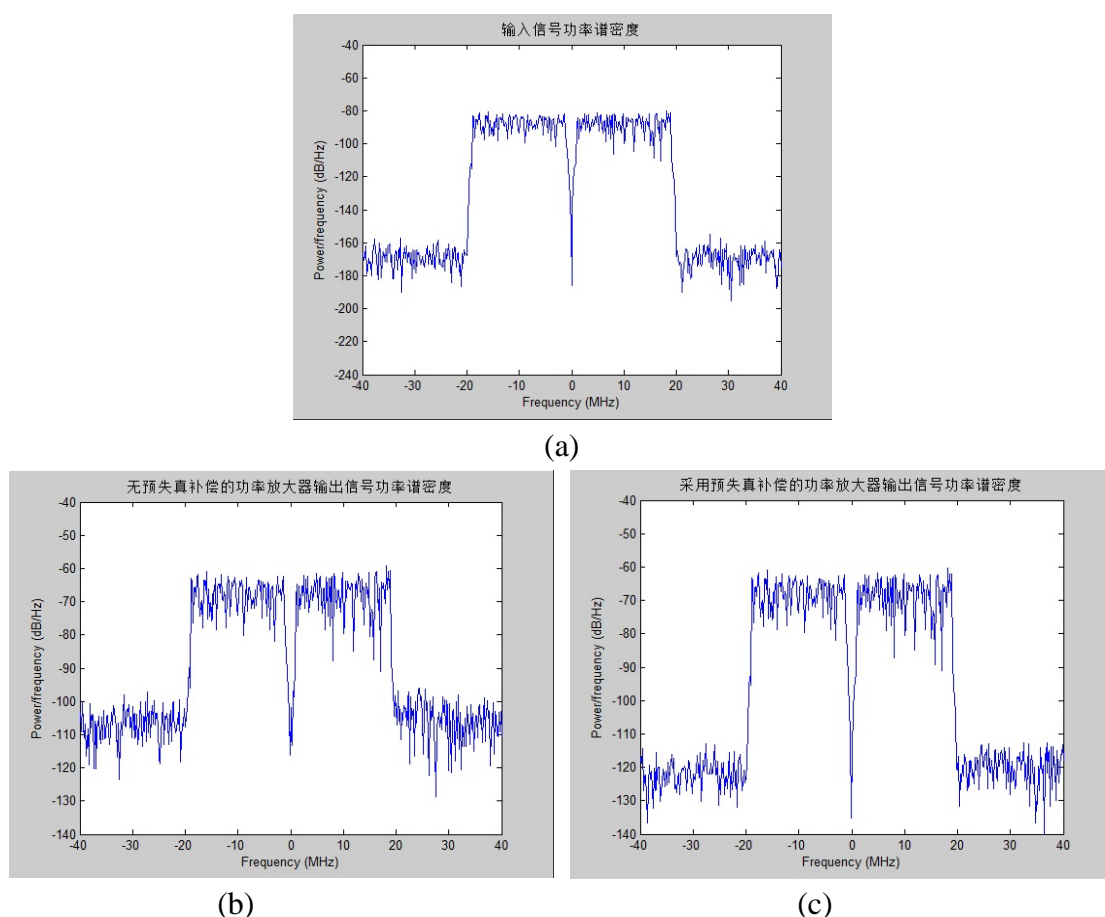 输入信号功率谱密度
-40
-60
-80
-100
-120
-140
-160
-180
-200
-220
-240
Power/frequency (dB/Hz)
-40 -30 -20 -10 0 10 20 30 40
Frequency (MHz)
(a)
无预失真补偿的功率放大器输出信号功率谱密度
-40
-50
-60
-70
-80
-90
-100
-110
-120
-130
-140
Power/frequency (dB/Hz)
-40 -30 -20 -10 0 10 20 30 40
Frequency (MHz)
(b)
采用预失真补偿的功率放大器输出信号功率谱密度
-40
-50
-60
-70
-80
-90
-100
-110
-120
-130
-140
Power/frequency (dB/Hz)
-40 -30 -20 -10 0 10 20 30 40
Frequency (MHz)
(c)